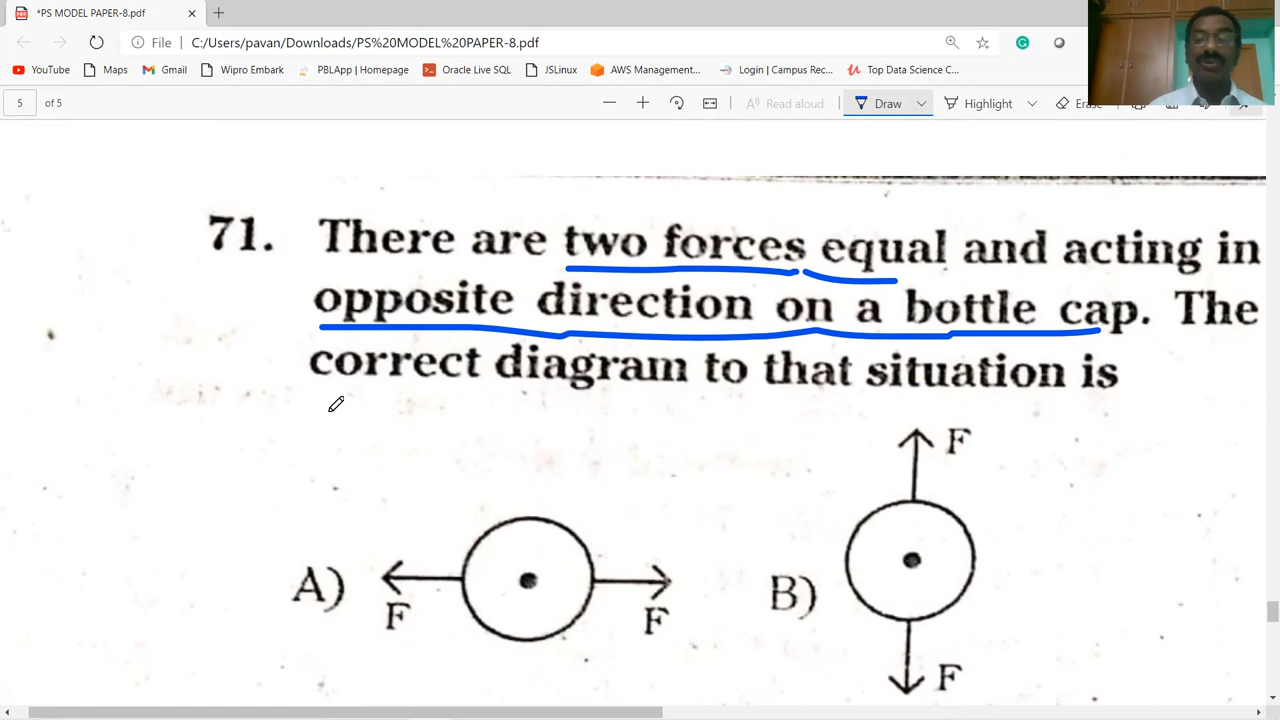 *PS MODEL PAPER-8.pdf
File C:/Users/pavan/Downloads/PS%20MODEL%20PAPER-8.pdf
YouTube Maps Gmail Wipro Embark PBLApp | Homepage Oracle Live SQL JSLinux AWS Management... Login | Campus Rec... Top Data Science C...
5 of 5 Read aloud Draw Highlight Erase
71. There are two forces equal and acting in
opposite direction on a bottle cap. The
correct diagram to that situation is
A) F F
B) F F